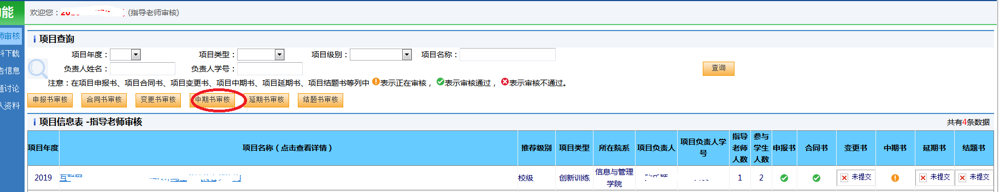 功能
欢迎您：20 (指导老师审核)
师审核
项目查询
料下载
项目年度： 项目类型： 项目级别： 项目名称：
告信息
负责人姓名： 负责人学号： 查询
题讨论
注意：在项目申报书、项目合同书、项目变更书、项目中期书、项目延期书、项目结题书等列中 表示正在审核， 表示审核通过， 表示审核不通过。
人资料
申报书审核 合同书审核 变更书审核 中期书审核 延期书审核 结题书审核
项目信息表 -指导老师审核 共有4条数据
项目年度 项目名称（点击查看详情） 推荐级别 项目类型 所在院系 项目负责人 项目负责人学号 指导老师人数 参与学生人数 申报书 合同书 变更书 中期书 延期书 结题书
2019 互联网 校级 创新训练 信息与管理学院 1 2 未提交 未提交 未提交